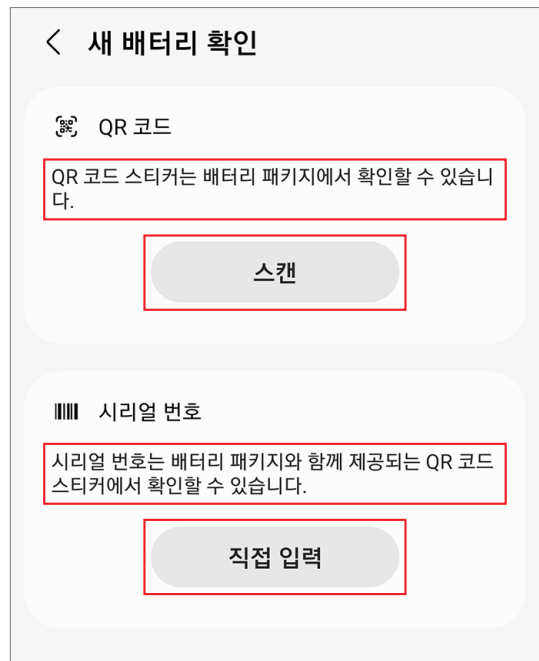 새 배터리 확인
QR 코드
QR 코드 스티커는 배터리 패키지에서 확인할 수 있습니
다.
스캔
시리얼 번호
시리얼 번호는 배터리 패키지와 함께 제공되는 QR 코드
스티커에서 확인할 수 있습니다.
직접 입력